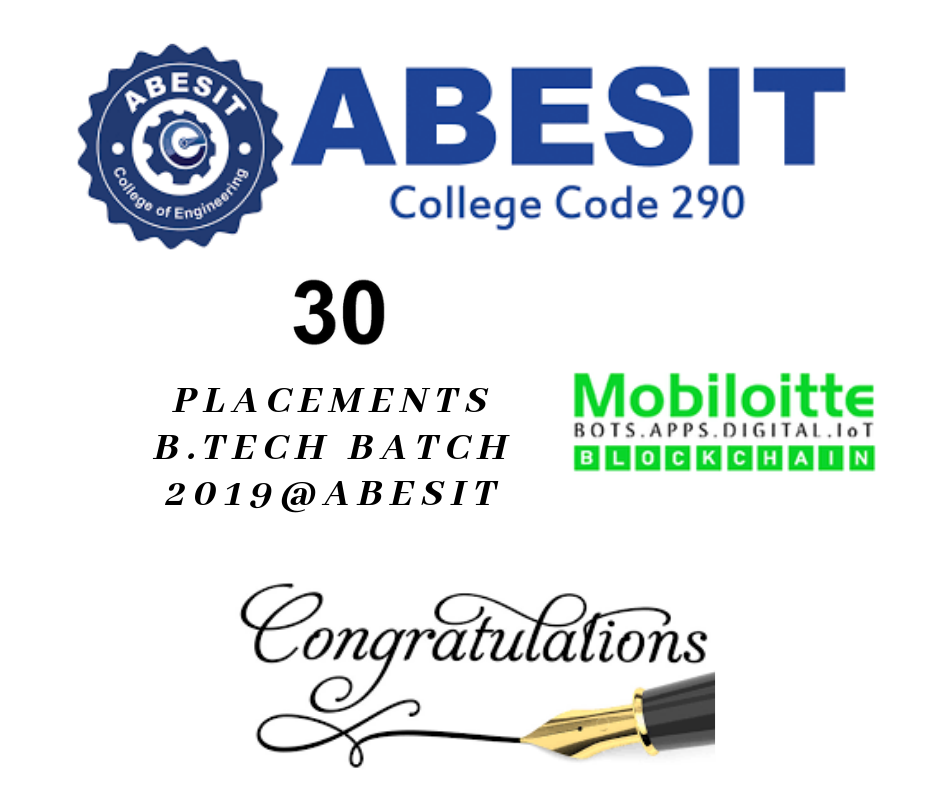 ABESIT
College of Engineering
ABESIT
College Code 290
30
PLACEMENTS
B.TECH BATCH
2019@ABESIT
Mobiloitte
BOTS.APPS.DIGITAL.IoT
BLOCKCHAIN
Congratulations